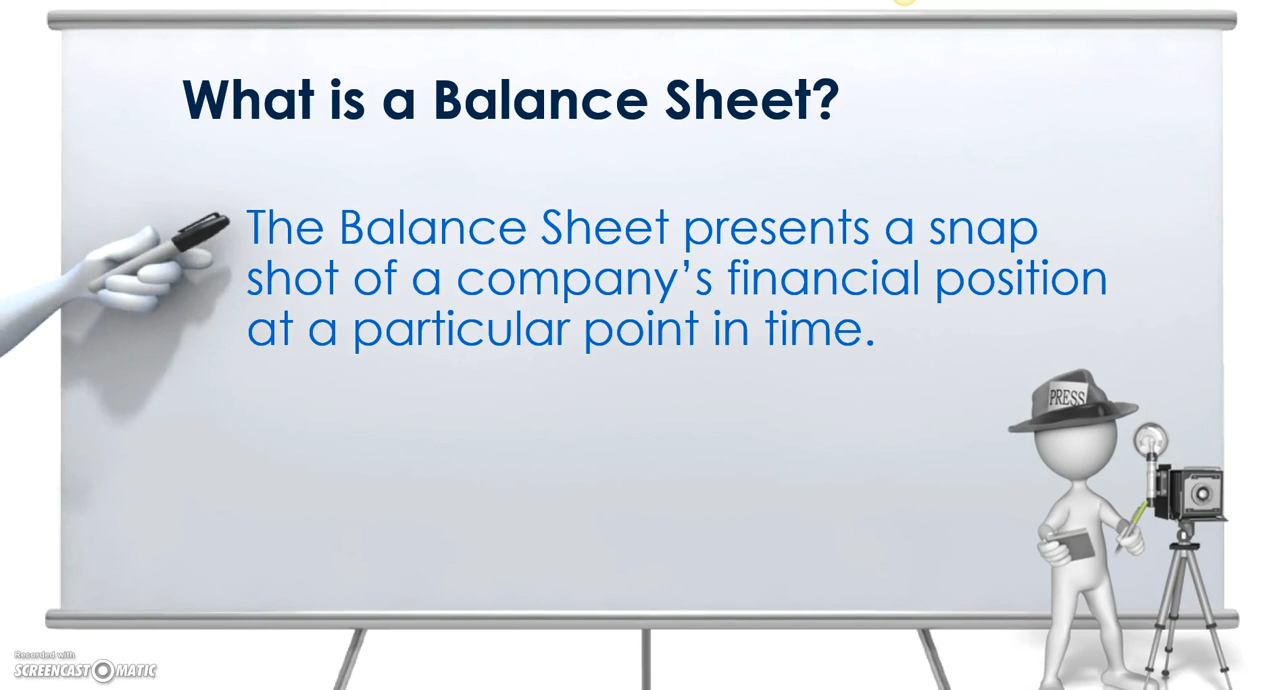 What is a Balance Sheet?
The Balance Sheet presents a snap
shot of a company’s financial position
at a particular point in time.
PRESS
Recorded with
SCREENCAST-O-MATIC